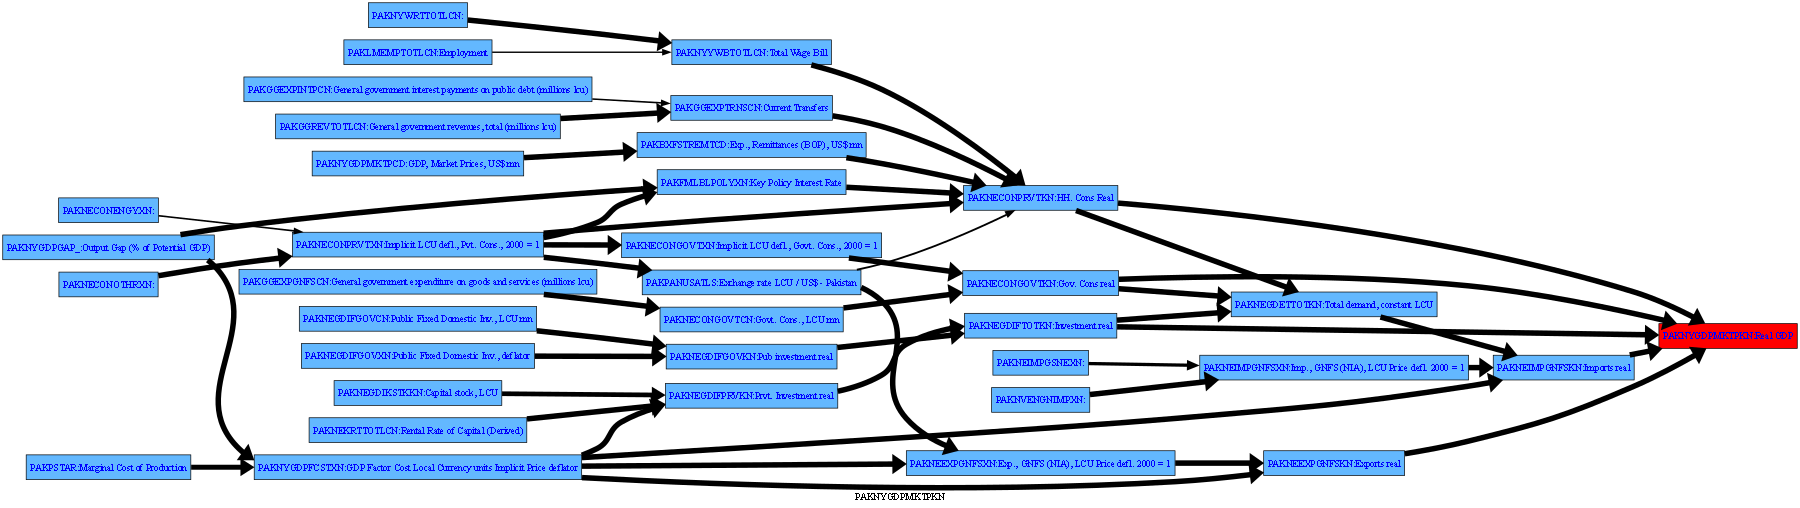 PAKNYWRTTOTLCN:
PAKLMEMPTOTLCN:Employment
PAKNYYWBTOTLCN:Total Wage Bill
PAKGGEXPINTPCN:General government interest payments on public debt (millions lcu)
PAKGGEXPTRNSCN:Current Transfers
PAKGGREVTOTLCN:General government revenues, total (millions lcu)
PAKBXFSTREMTCD:Exp., Remittances (BOP), US$ mn
PAKNYGDPMKTPCD:GDP, Market Prices, US$ mn
PAKFMLBLPOLYXN:Key Policy Interest Rate
PAKNECONPRVTKN:HH. Cons Real
PAKNECONENGYXN:
PAKNYGDPGAP_:Output Gap (% of Potential GDP)
PAKNECONPRVTXN:Implicit LCU defl., Pvt. Cons., 2000 = 1
PAKNECONGOVTXN:Implicit LCU defl., Govt. Cons., 2000 = 1
PAKNECONOTHRXN:
PAKGGEXPGNFSCN:General government expenditure on goods and services (millions lcu)
PAKPANUSATLS:Exchange rate LCU / US$ - Pakistan
PAKNECONGOVTKN:Gov. Cons real
PAKNEGDETTOTKN:Total demand, constant LCU
PAKNEGDIFGOVCN:Public Fixed Domestic Inv., LCU mn
PAKNECONGOVTCN:Govt. Cons., LCU mn
PAKNEGDIFTOTKN:Investment real
PAKNYGDPMKTPKN:Real GDP
PAKNEGDIFGOVXN:Public Fixed Domestic Inv., deflator
PAKNEGDIFGOVKN:Pub investment real
PAKNEIMPGSNEXN:
PAKNEIMPGNFSXN:Imp., GNFS (NIA), LCU Price defl. 2000 = 1
PAKNEIMPGNFSKN:Imports real
PAKNEGDIKSTKKN:Capital stock, LCU
PAKNEGDIFPRVKN:Prvt. Investment real
PAKNVENGNIMPXN:
PAKNEKRTTOTLCN:Rental Rate of Capital (Derived)
PAKPSTAR:Marginal Cost of Production
PAKNYGDPFCSTXN:GDP Factor Cost Local Currency units Implicit Price deflator
PAKNEEXPGNFSXN:Exp., GNFS (NIA), LCU Price defl. 2000 = 1
PAKNEEXPGNFSKN:Exports real
PAKNYGDPMKTPKN